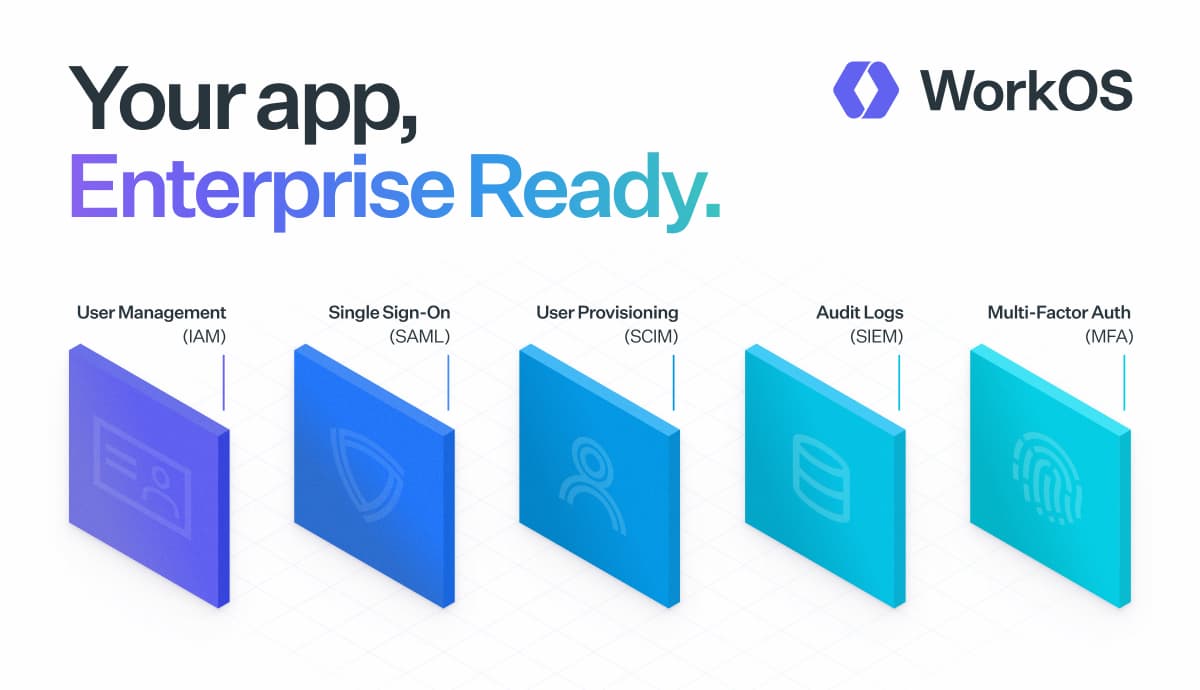 Your app,
Enterprise Ready.
WorkOS
User Management
(IAM)
Single Sign-On
(SAML)
User Provisioning
(SCIM)
Audit Logs
(SIEM)
Multi-Factor Auth
(MFA)